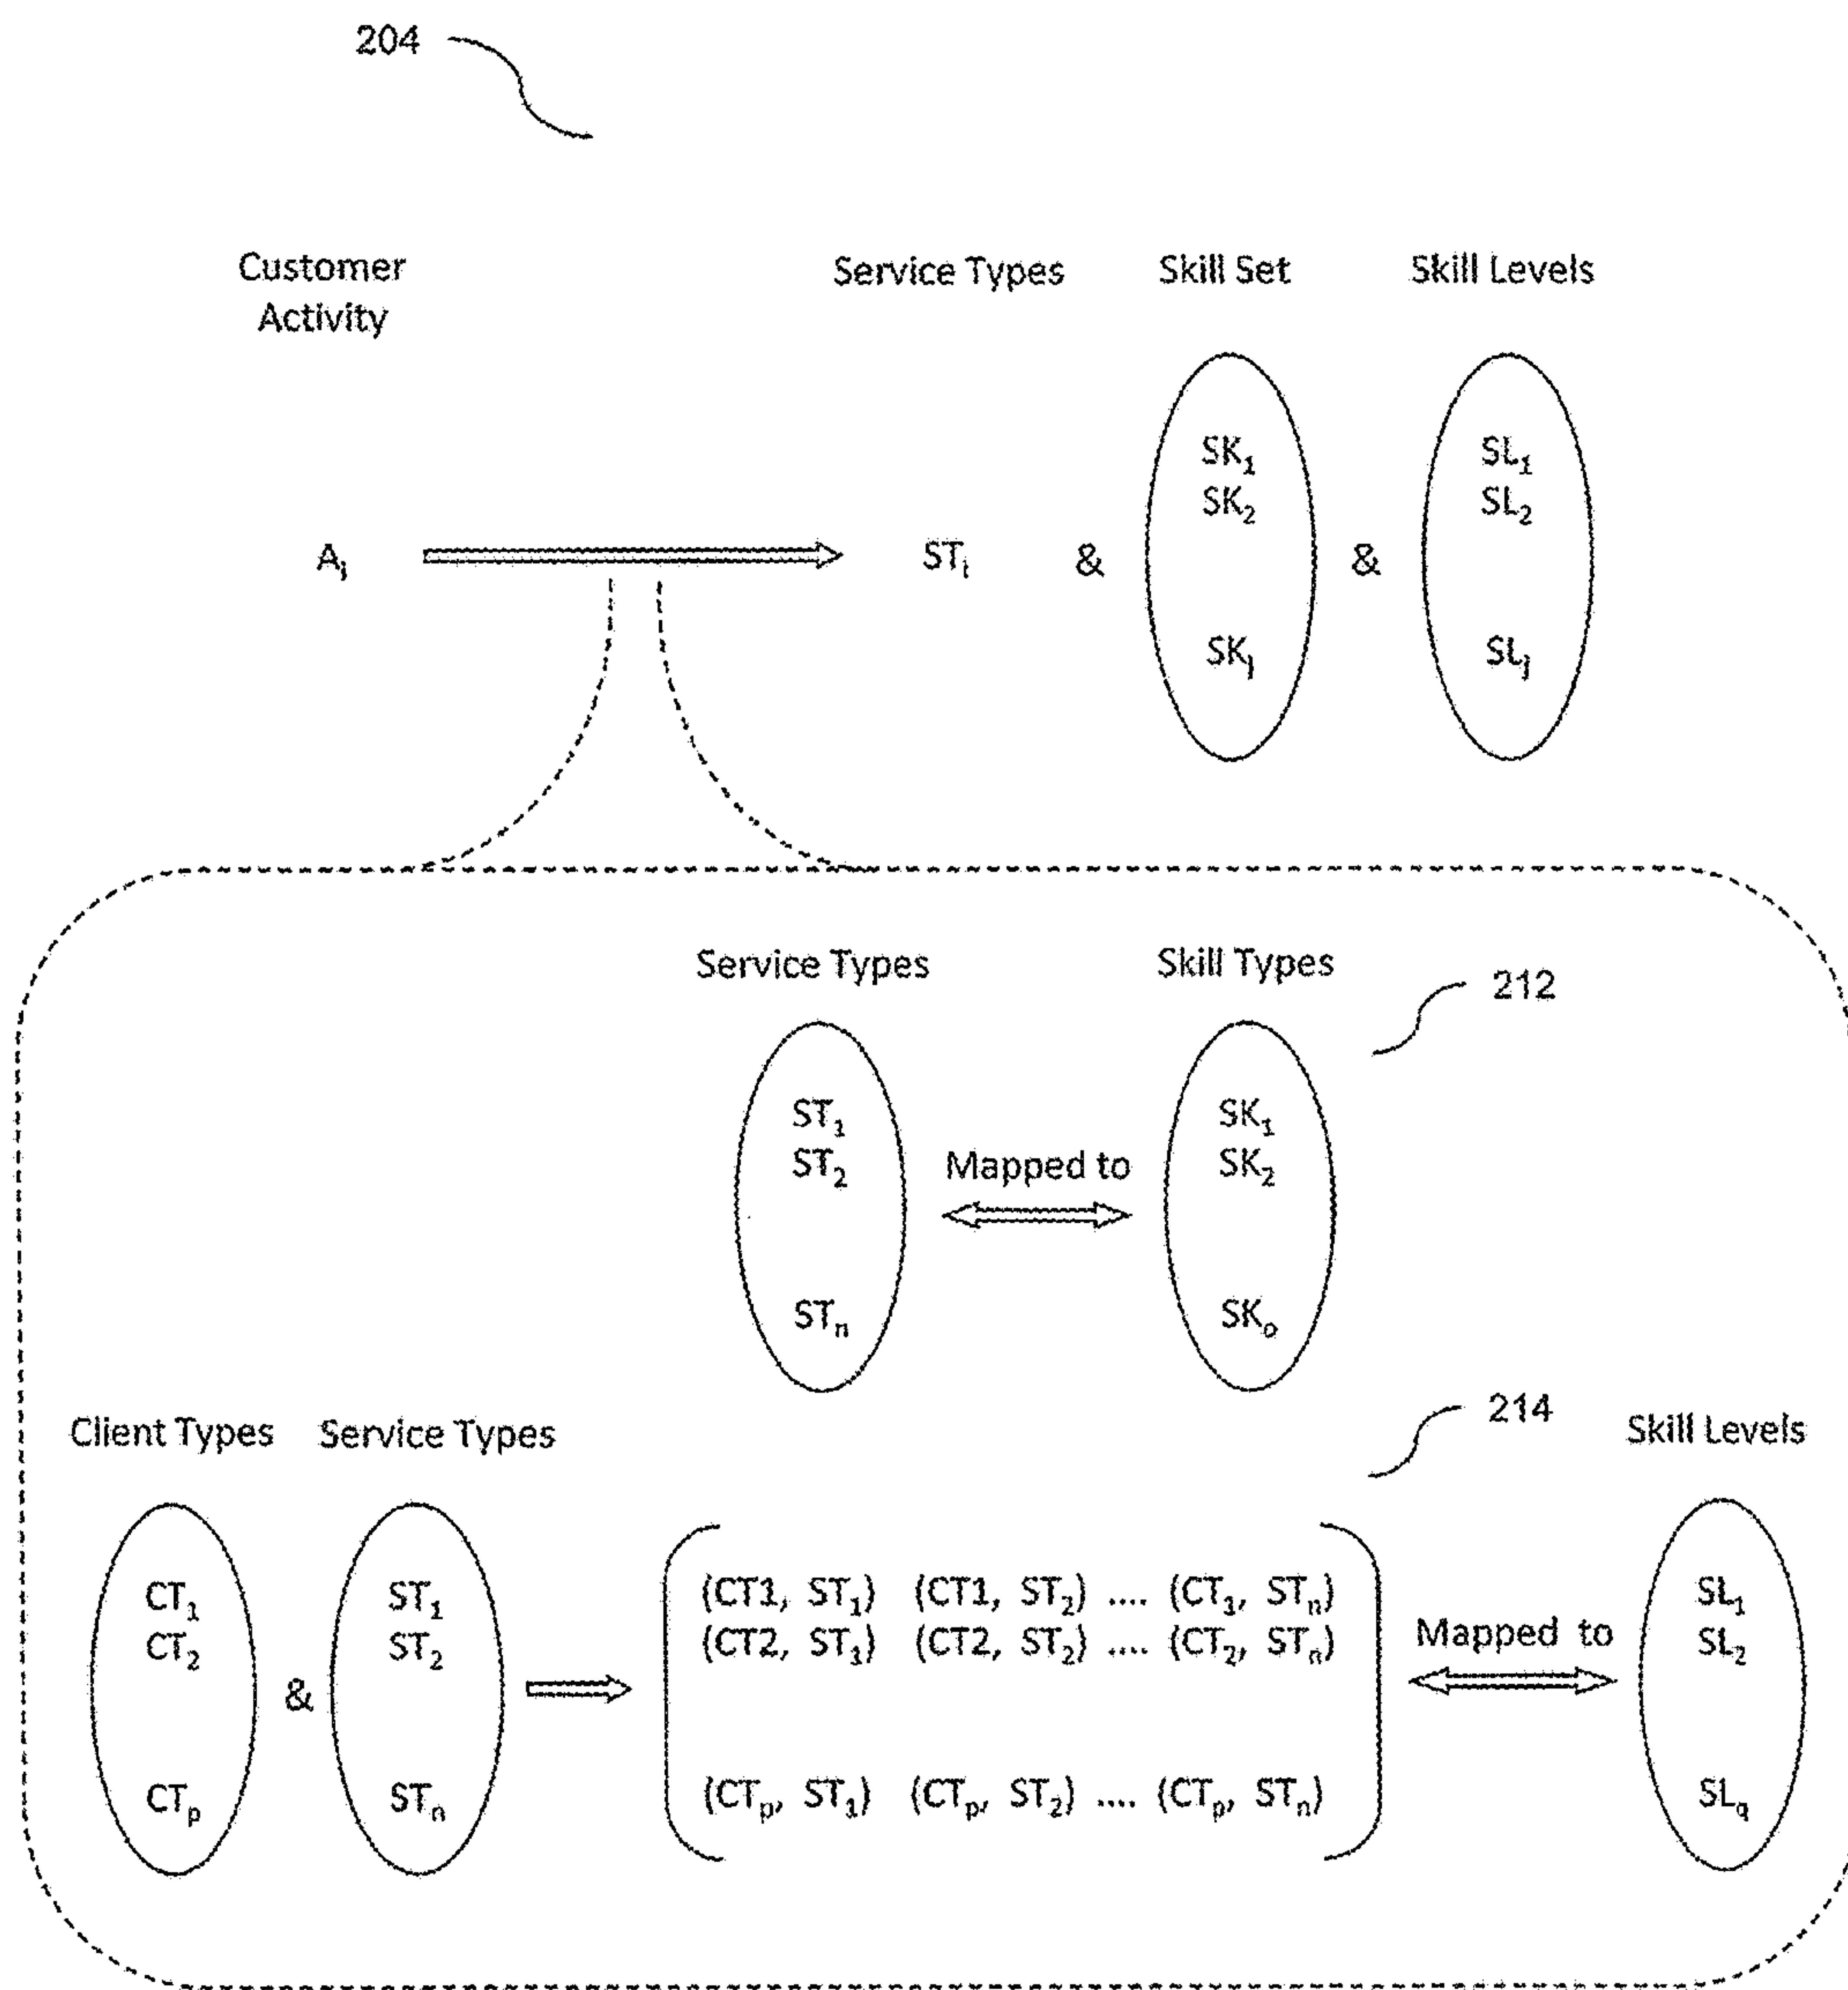 204
Customer Activity
Service Types Skill Set Skill Levels
SK₁ SL₁
SK₂ SL₂
Aᵢ STᵢ & &
SKⱼ SLⱼ
Service Types Skill Types
212
ST₁ SK₁
ST₂ Mapped to SK₂
STₙ SKₒ
214
Client Types Service Types Skill Levels
CT₁ ST₁ (CT1, ST₁) (CT1, ST₂) .... (CT₁, STₙ) SL₁
CT₂ ST₂ (CT2, ST₁) (CT2, ST₂) .... (CT₂, STₙ) Mapped to SL₂
&
CTₚ STₙ (CTₚ, ST₁) (CTₚ, ST₂) .... (CTₚ, STₙ) SL_q